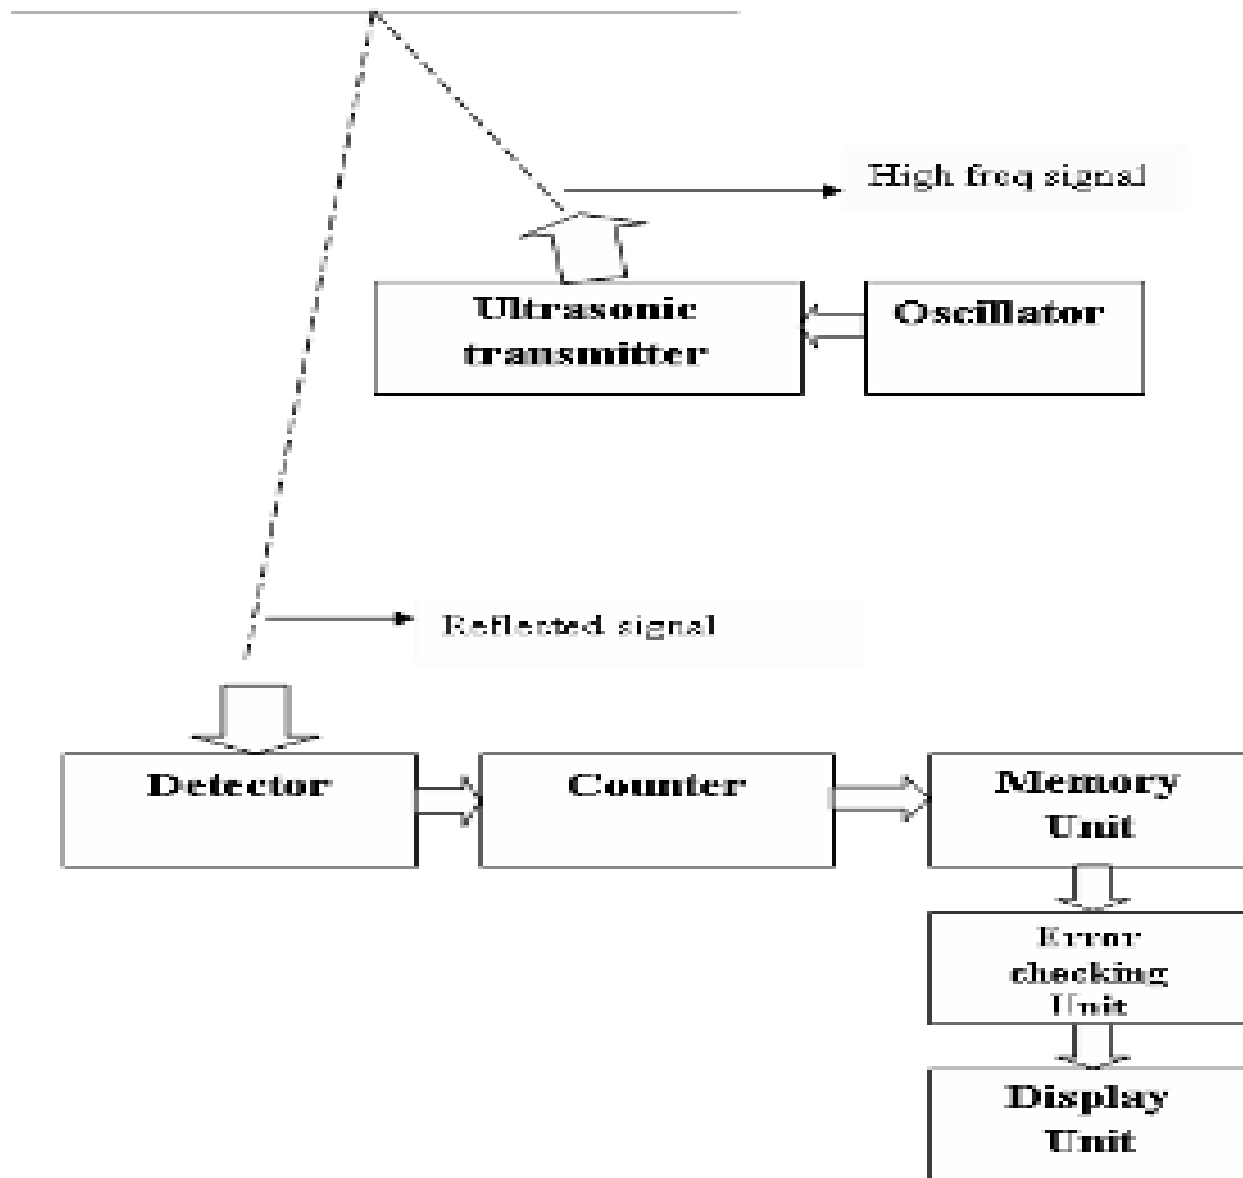 High freq signal
Ultrasonic
transmitter
Oscillator
Reflected signal
Detector
Counter
Memory
Unit
Error
checking
Unit
Display
Unit